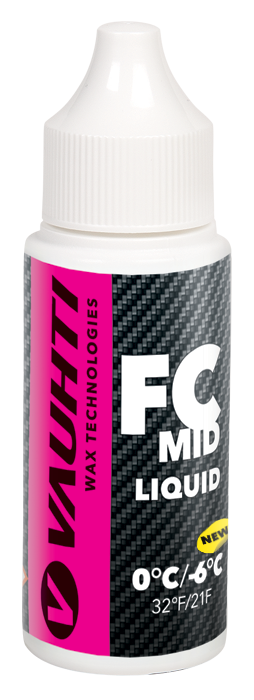 VAUHTI
WAX TECHNOLOGIES
FC
MID
LIQUID
NEW
0°C/-6°C
32°F/21F